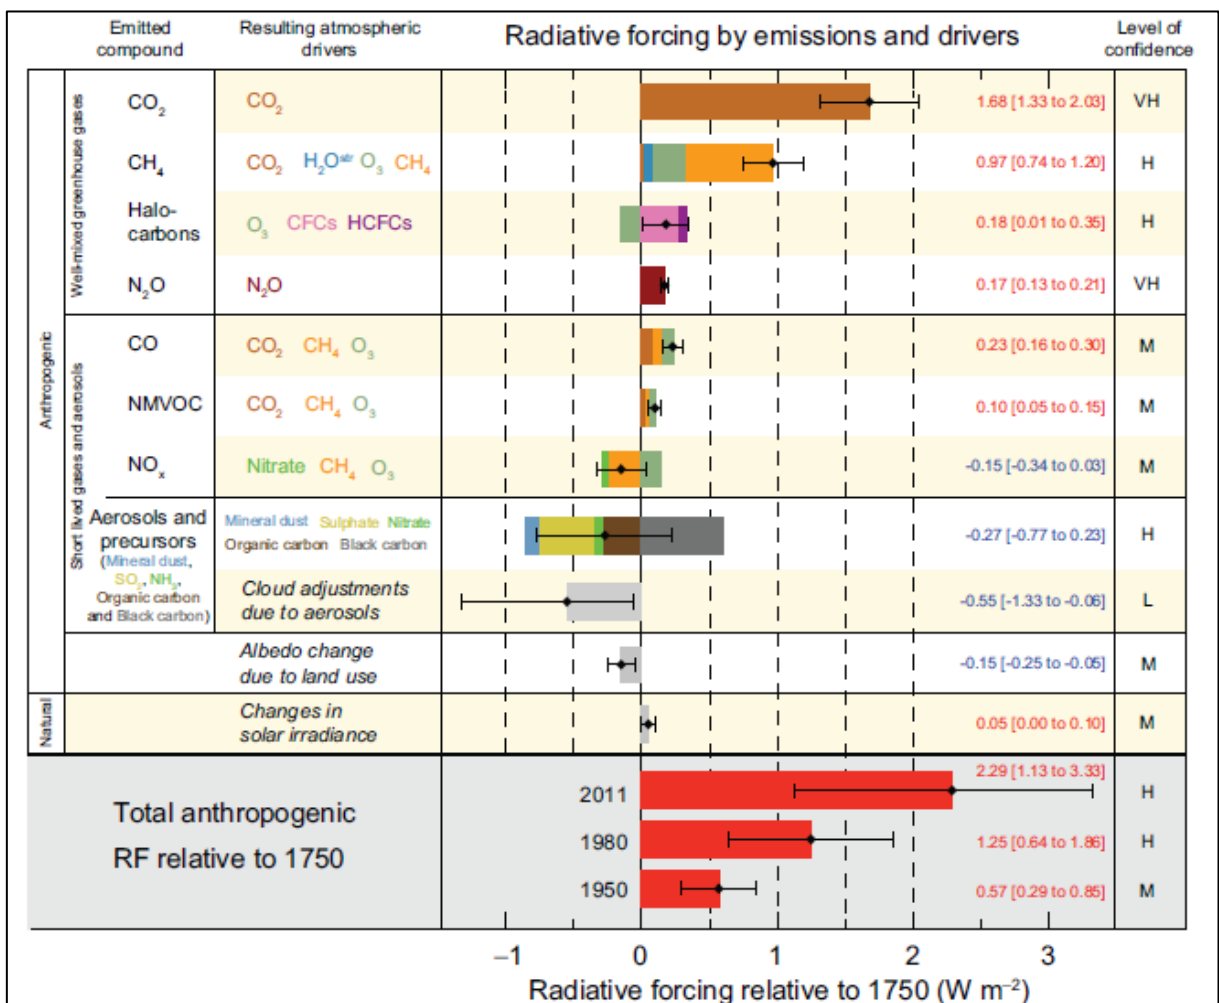 Emitted
compound
Resulting atmospheric
drivers
Radiative forcing by emissions and drivers
Level of
confidence
Anthropogenic
Well-mixed greenhouse gases
CO₂
CO₂
1.68 [1.33 to 2.03]
VH
CH₄
CO₂ H₂Oˢᵗʳ O₃ CH₄
0.97 [0.74 to 1.20]
H
Halo-
carbons
O₃ CFCs HCFCs
0.18 [0.01 to 0.35]
H
N₂O
N₂O
0.17 [0.13 to 0.21]
VH
Short lived gases and aerosols
CO
CO₂ CH₄ O₃
0.23 [0.16 to 0.30]
M
NMVOC
CO₂ CH₄ O₃
0.10 [0.05 to 0.15]
M
NOₓ
Nitrate CH₄ O₃
-0.15 [-0.34 to 0.03]
M
Aerosols and
precursors
(Mineral dust,
SO₂, NH₃,
Organic carbon
and Black carbon)
Mineral dust Sulphate Nitrate
Organic carbon Black carbon
-0.27 [-0.77 to 0.23]
H
Cloud adjustments
due to aerosols
-0.55 [-1.33 to -0.06]
L
Albedo change
due to land use
-0.15 [-0.25 to -0.05]
M
Natural
Changes in
solar irradiance
0.05 [0.00 to 0.10]
M
Total anthropogenic
RF relative to 1750
2011
2.29 [1.13 to 3.33]
H
1980
1.25 [0.64 to 1.86]
H
1950
0.57 [0.29 to 0.85]
M
−1 0 1 2 3
Radiative forcing relative to 1750 (W m⁻²)